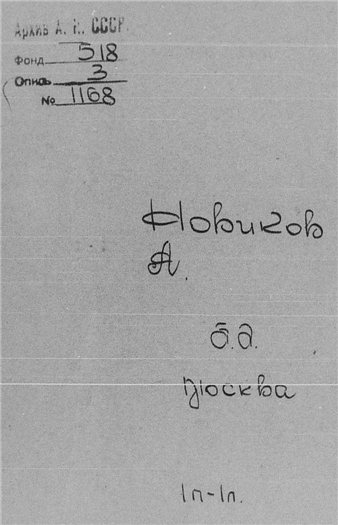 Архив А. Н. СССР.
Фонд 518
Опись 3
№ 1168
Новиков
А.
б.д.
Москва
1п-1л.